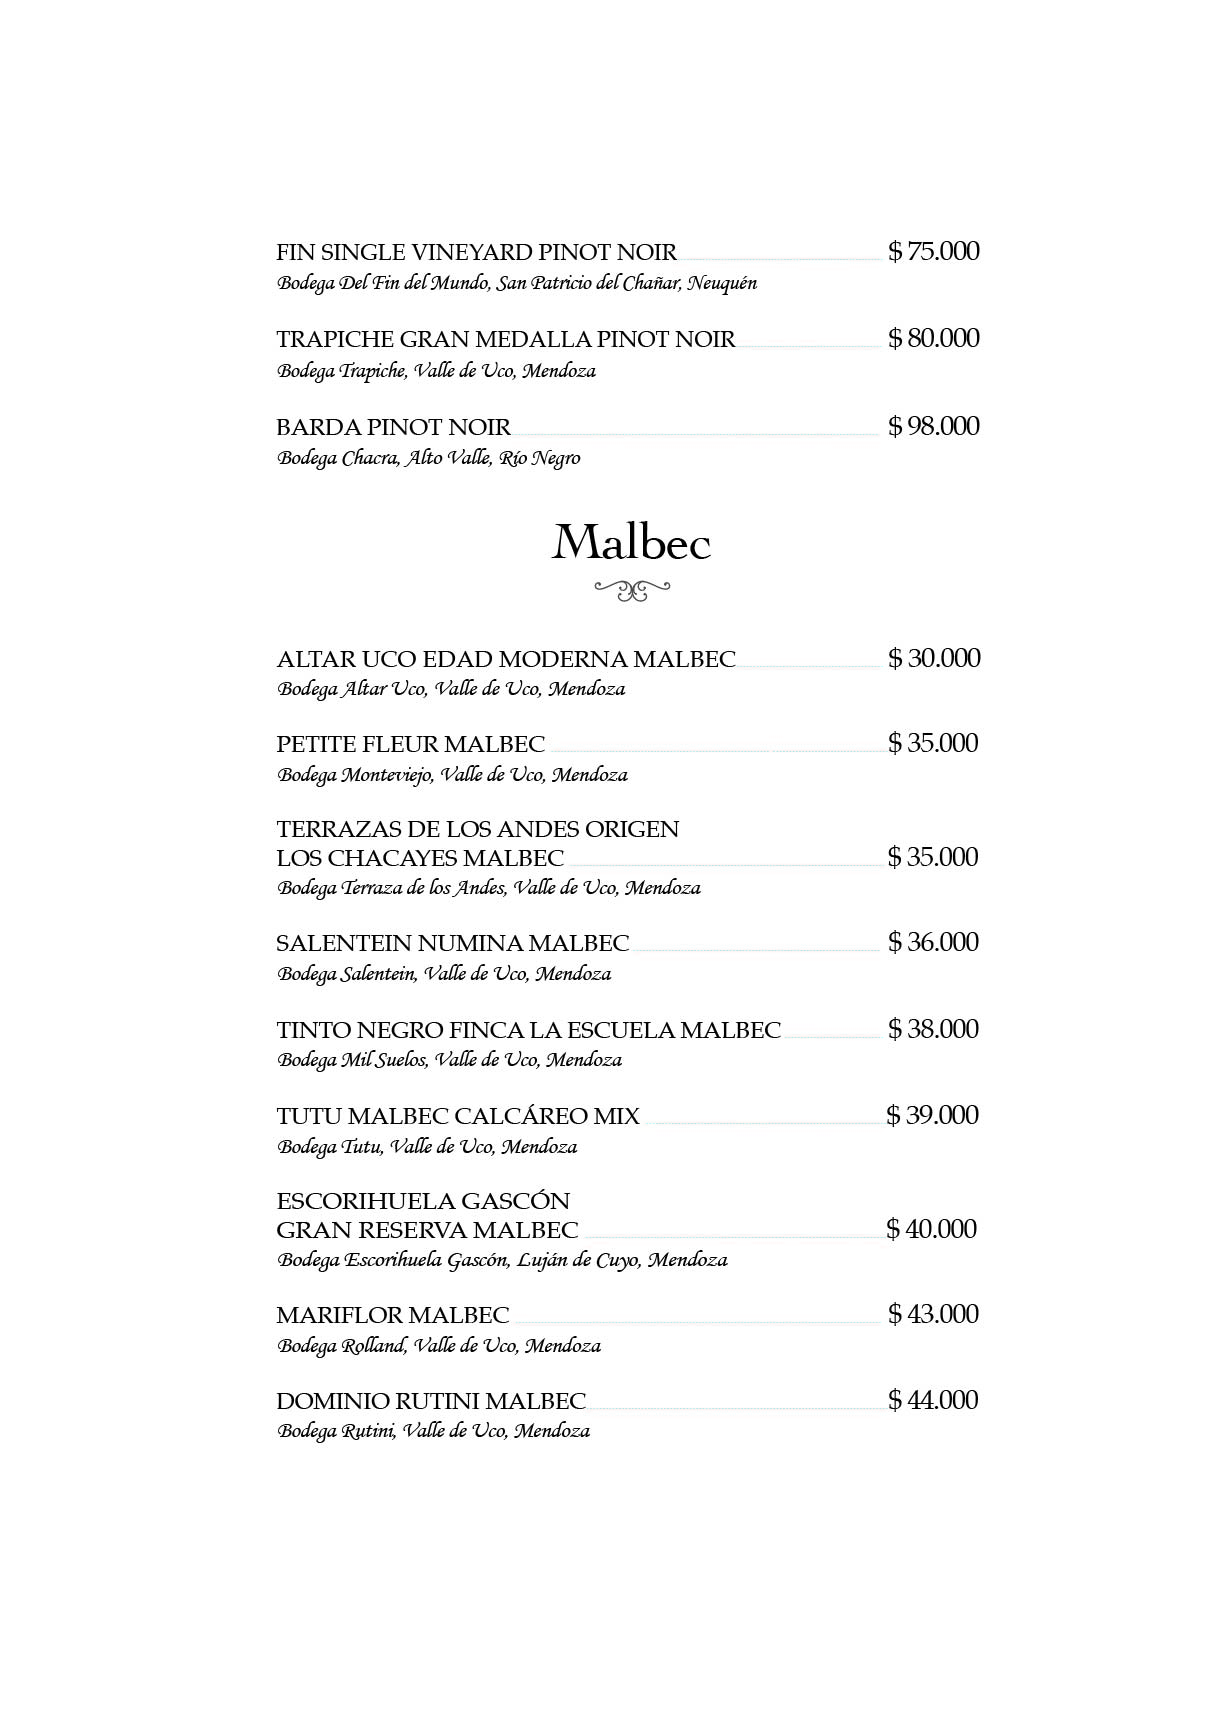 FIN SINGLE VINEYARD PINOT NOIR $ 75.000
Bodega Del Fin del Mundo, San Patricio del Chañar, Neuquén
TRAPICHE GRAN MEDALLA PINOT NOIR $ 80.000
Bodega Trapiche, Valle de Uco, Mendoza
BARDA PINOT NOIR $ 98.000
Bodega Chacra, Alto Valle, Río Negro
Malbec
ALTAR UCO EDAD MODERNA MALBEC $ 30.000
Bodega Altar Uco, Valle de Uco, Mendoza
PETITE FLEUR MALBEC $ 35.000
Bodega Monteviejo, Valle de Uco, Mendoza
TERRAZAS DE LOS ANDES ORIGEN
LOS CHACAYES MALBEC $ 35.000
Bodega Terraza de los Andes, Valle de Uco, Mendoza
SALENTEIN NUMINA MALBEC $ 36.000
Bodega Salentein, Valle de Uco, Mendoza
TINTO NEGRO FINCA LA ESCUELA MALBEC $ 38.000
Bodega Mil Suelos, Valle de Uco, Mendoza
TUTU MALBEC CALCÁREO MIX $ 39.000
Bodega Tutu, Valle de Uco, Mendoza
ESCORIHUELA GASCÓN
GRAN RESERVA MALBEC $ 40.000
Bodega Escorihuela Gascón, Luján de Cuyo, Mendoza
MARIFLOR MALBEC $ 43.000
Bodega Rolland, Valle de Uco, Mendoza
DOMINIO RUTINI MALBEC $ 44.000
Bodega Rutini, Valle de Uco, Mendoza